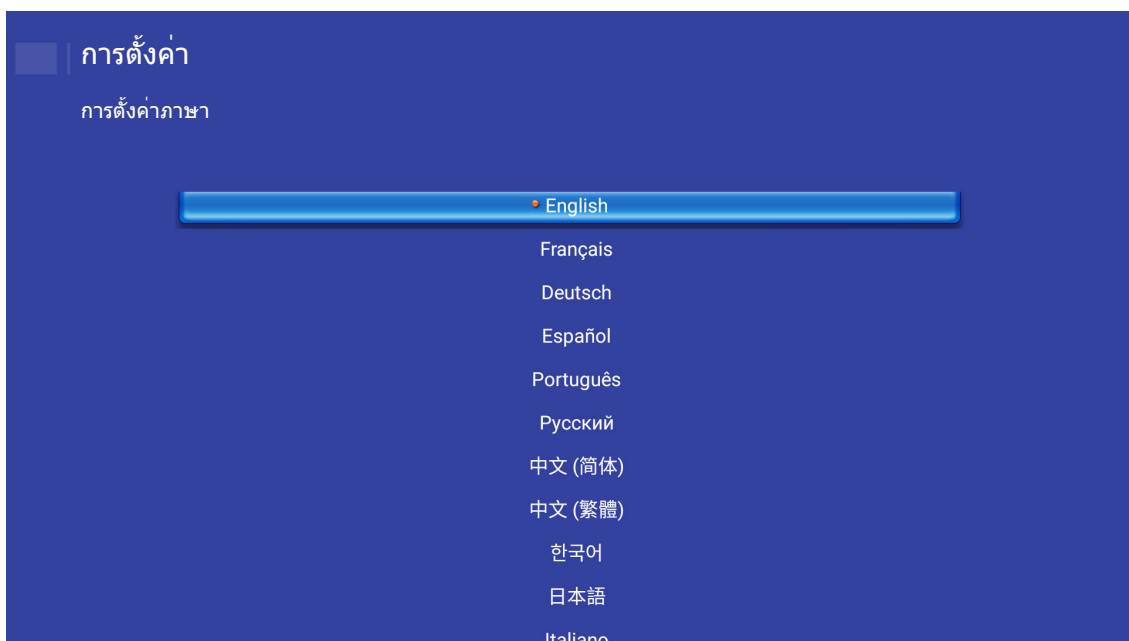 การตั้งค่า
การตั้งค่าภาษา
English
Français
Deutsch
Español
Português
Русский
中文 (简体)
中文 (繁體)
한국어
日本語
Italiano